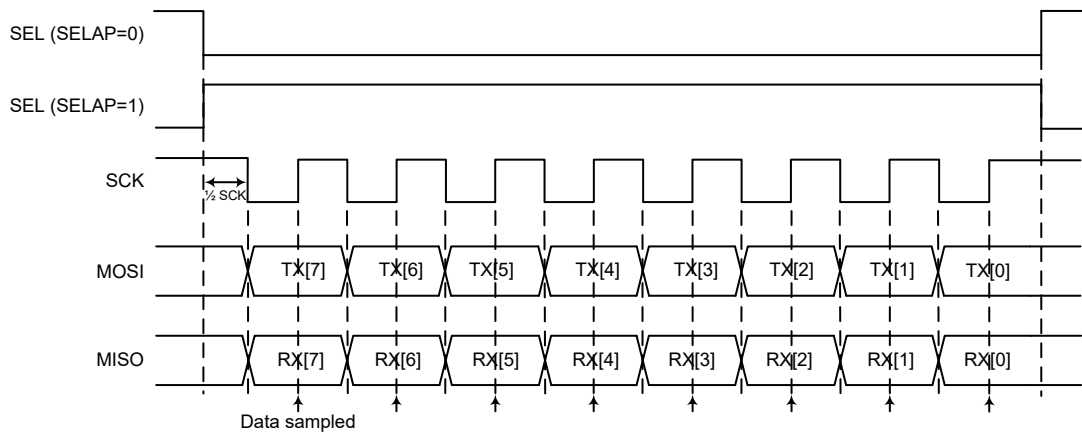 SEL (SELAP=0)
SEL (SELAP=1)
SCK
½ SCK
MOSI
TX[7] TX[6] TX[5] TX[4] TX[3] TX[2] TX[1] TX[0]
MISO
RX[7] RX[6] RX[5] RX[4] RX[3] RX[2] RX[1] RX[0]
Data sampled